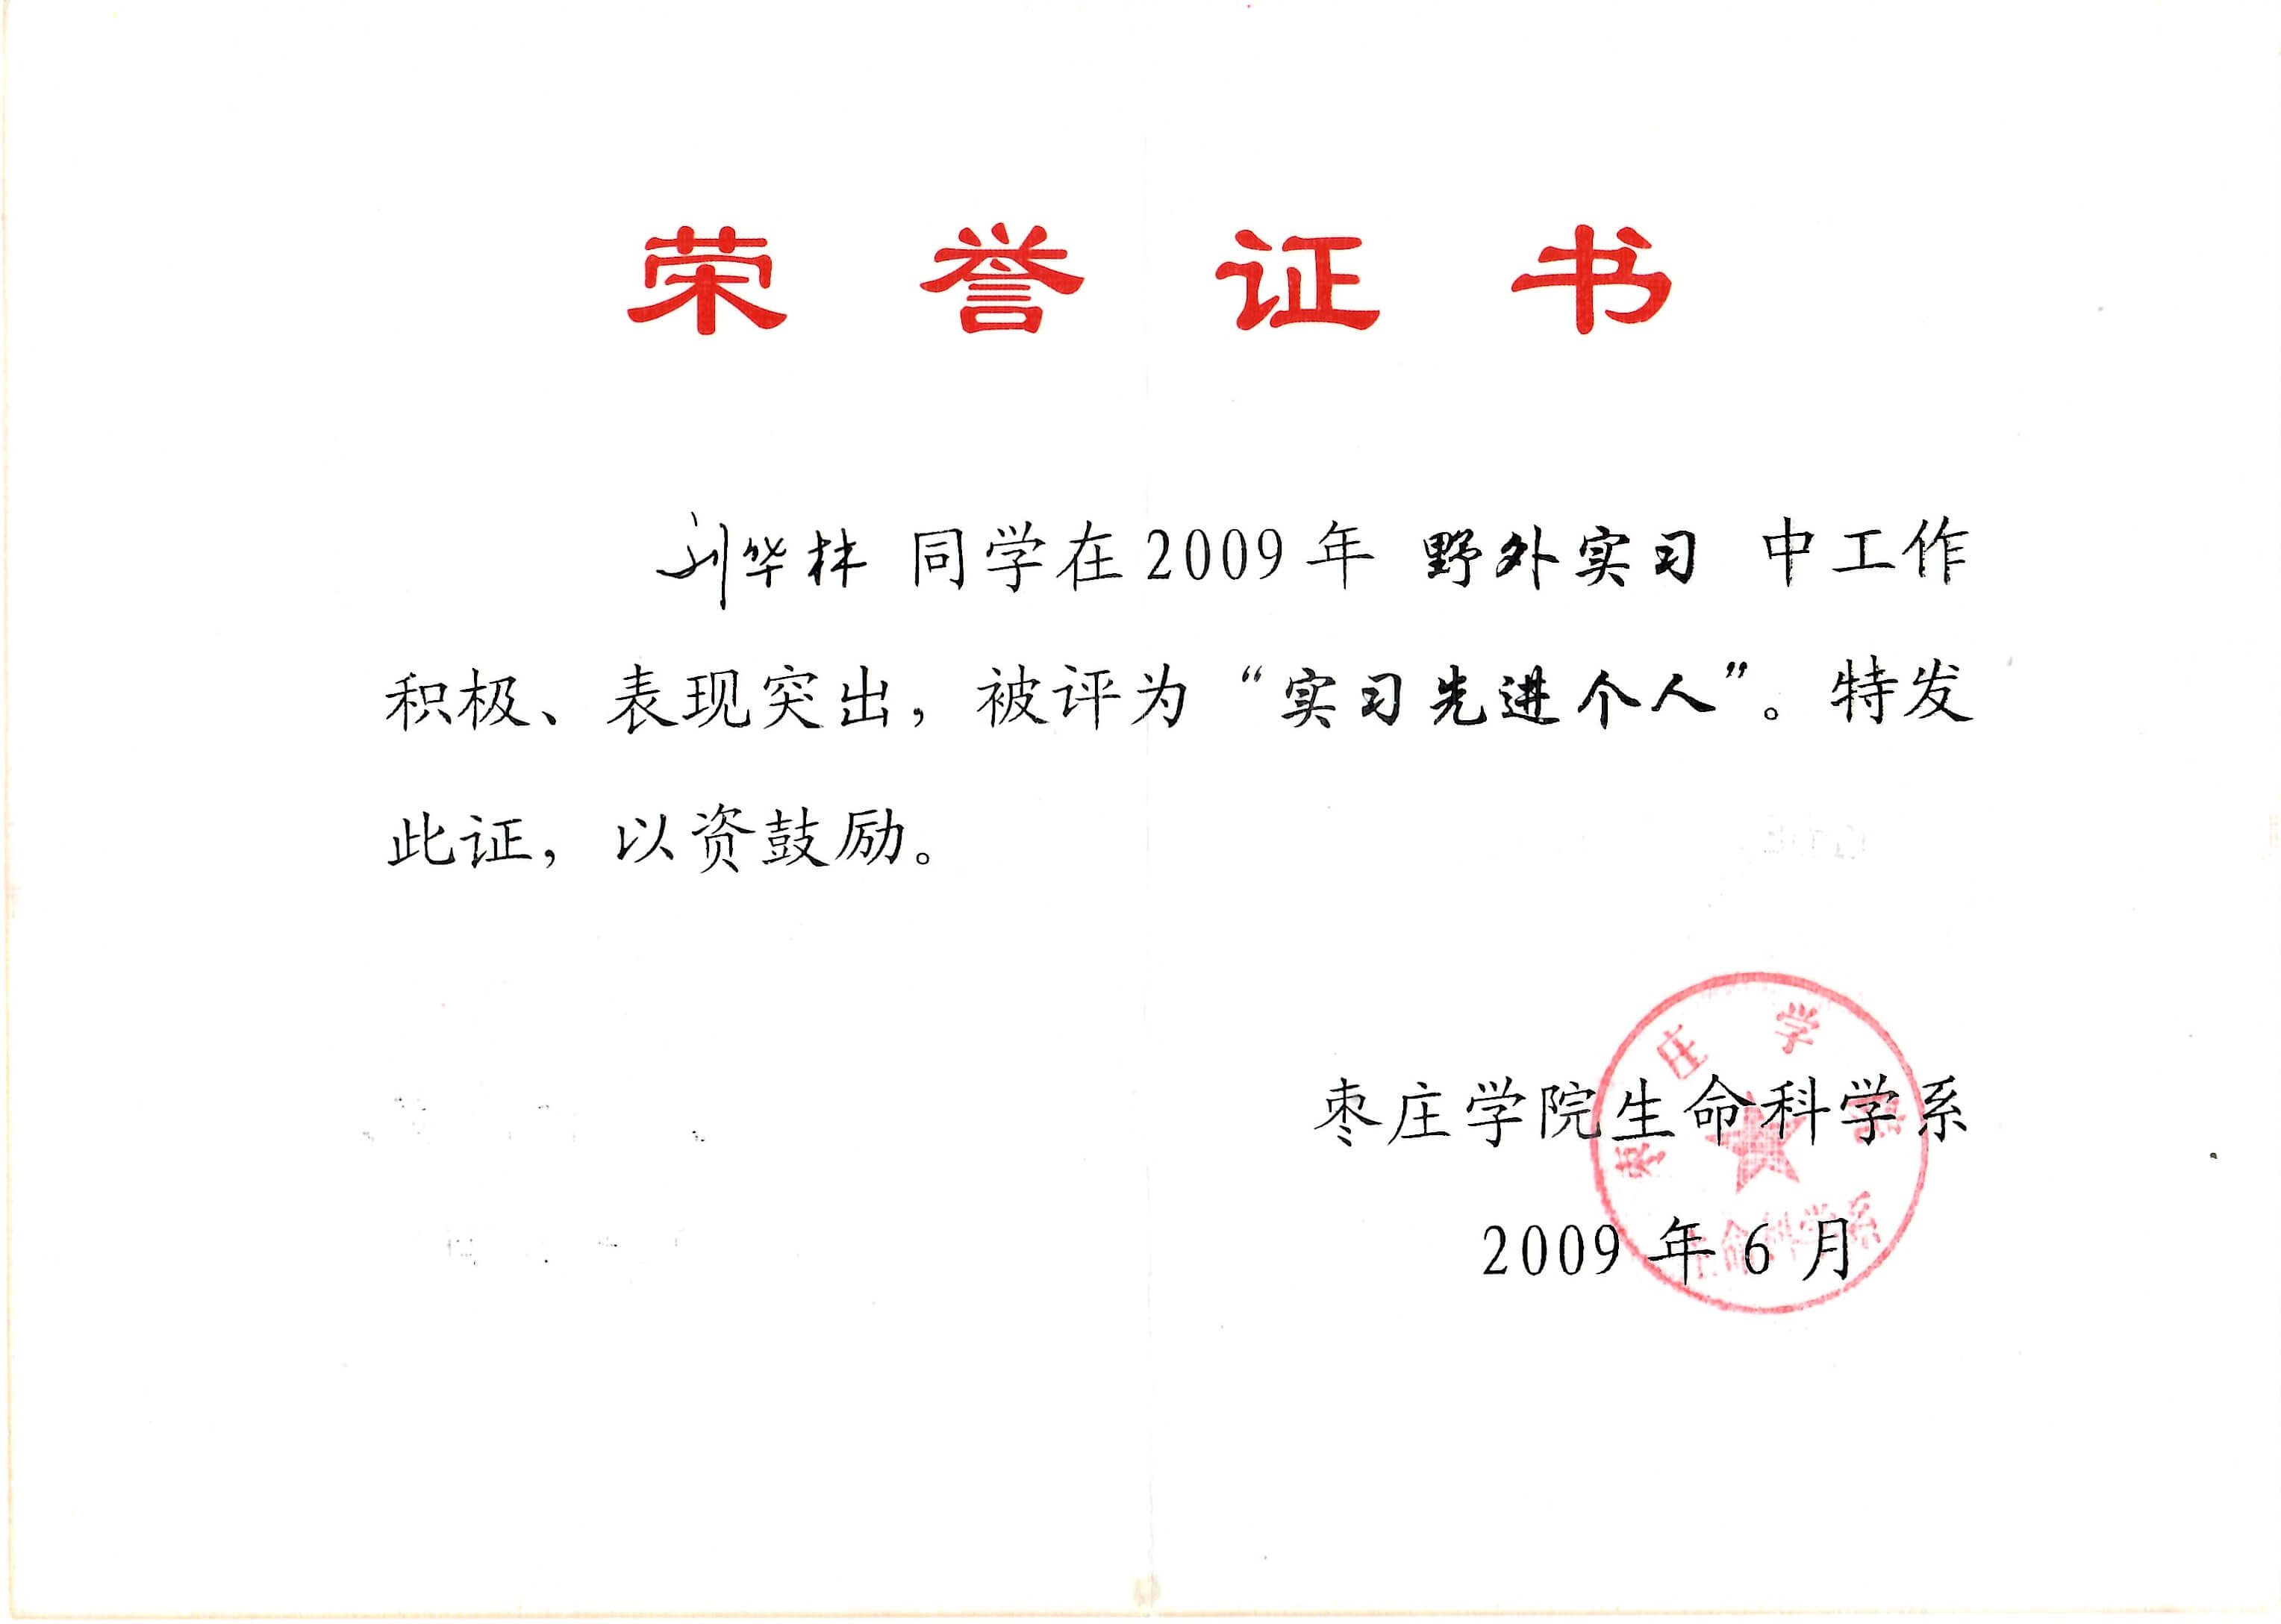 荣誉证书
刘华林 同学在2009年 野外实习 中工作
积极、表现突出，被评为“实习先进个人”。特发
此证，以资鼓励。
枣庄学院生命科学系
2009年6月
枣庄学院
生命科学系